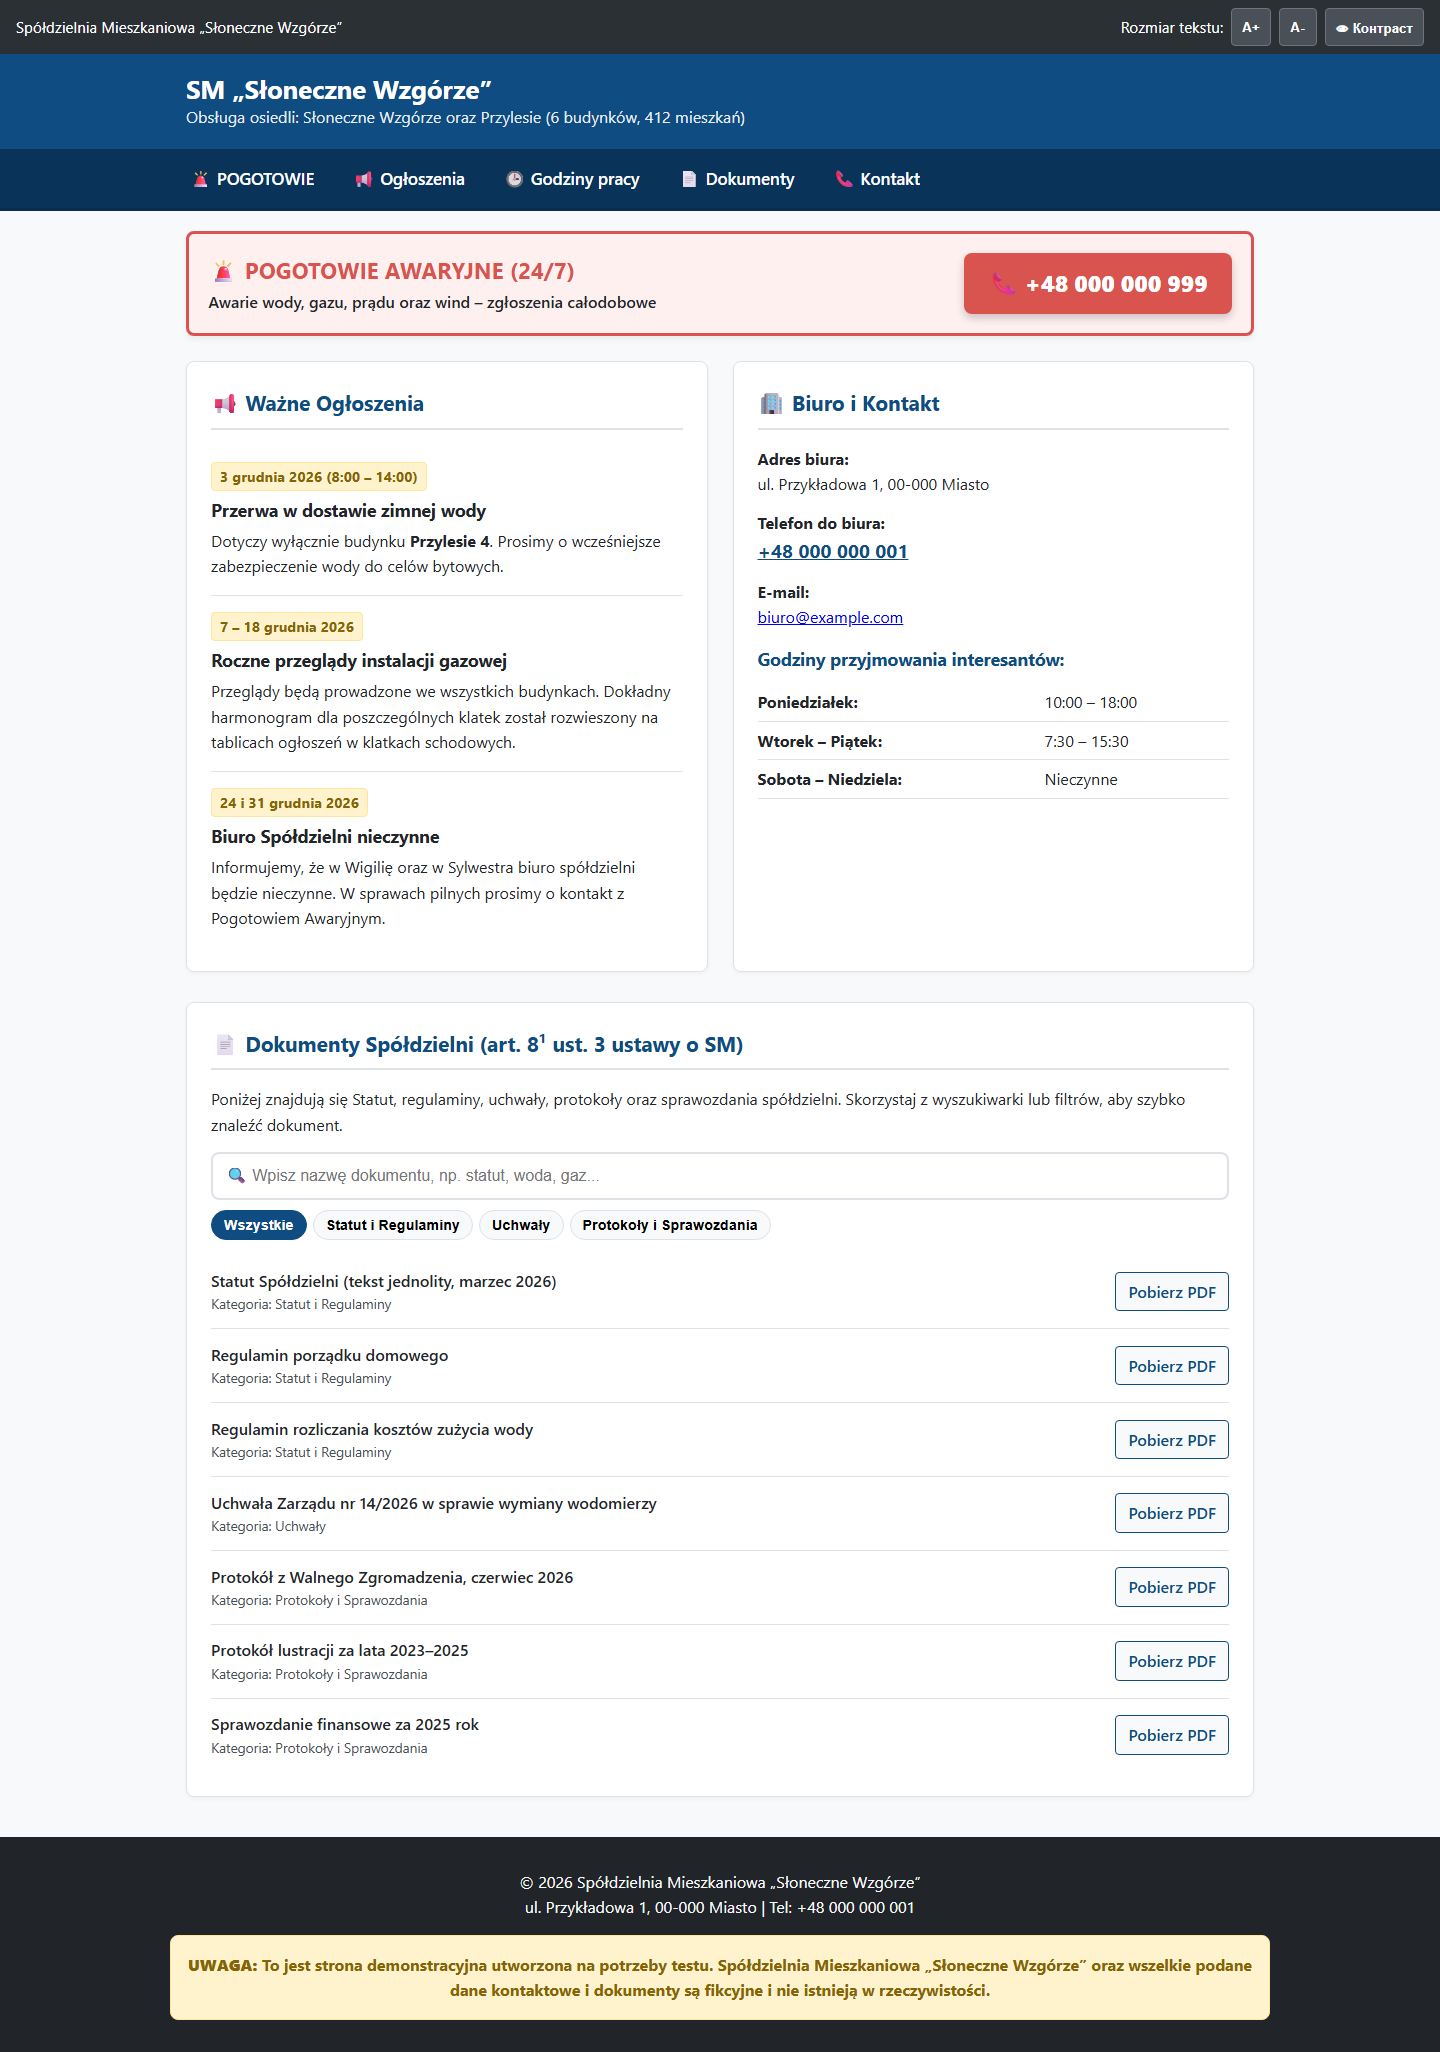 Spółdzielnia Mieszkaniowa „Słoneczne Wzgórze”
Rozmiar tekstu: A+ A- Контраст
SM „Słoneczne Wzgórze”
Obsługa osiedli: Słoneczne Wzgórze oraz Przylesie (6 budynków, 412 mieszkań)
POGOTOWIE Ogłoszenia Godziny pracy Dokumenty Kontakt
POGOTOWIE AWARYJNE (24/7)
Awarie wody, gazu, prądu oraz wind – zgłoszenia całodobowe
+48 000 000 999
Ważne Ogłoszenia
3 grudnia 2026 (8:00 – 14:00)
Przerwa w dostawie zimnej wody
Dotyczy wyłącznie budynku Przylesie 4. Prosimy o wcześniejsze
zabezpieczenie wody do celów bytowych.
7 – 18 grudnia 2026
Roczne przeglądy instalacji gazowej
Przeglądy będą prowadzone we wszystkich budynkach. Dokładny
harmonogram dla poszczególnych klatek został rozwieszony na
tablicach ogłoszeń w klatkach schodowych.
24 i 31 grudnia 2026
Biuro Spółdzielni nieczynne
Informujemy, że w Wigilię oraz w Sylwestra biuro spółdzielni
będzie nieczynne. W sprawach pilnych prosimy o kontakt z
Pogotowiem Awaryjnym.
Biuro i Kontakt
Adres biura:
ul. Przykładowa 1, 00-000 Miasto
Telefon do biura:
+48 000 000 001
E-mail:
biuro@example.com
Godziny przyjmowania interesantów:
Poniedziałek: 10:00 – 18:00
Wtorek – Piątek: 7:30 – 15:30
Sobota – Niedziela: Nieczynne
Dokumenty Spółdzielni (art. 8¹ ust. 3 ustawy o SM)
Poniżej znajdują się Statut, regulaminy, uchwały, protokoły oraz sprawozdania spółdzielni. Skorzystaj z wyszukiwarki lub filtrów, aby szybko
znaleźć dokument.
Wpisz nazwę dokumentu, np. statut, woda, gaz...
Wszystkie Statut i Regulaminy Uchwały Protokoły i Sprawozdania
Statut Spółdzielni (tekst jednolity, marzec 2026)
Kategoria: Statut i Regulaminy
Pobierz PDF
Regulamin porządku domowego
Kategoria: Statut i Regulaminy
Pobierz PDF
Regulamin rozliczania kosztów zużycia wody
Kategoria: Statut i Regulaminy
Pobierz PDF
Uchwała Zarządu nr 14/2026 w sprawie wymiany wodomierzy
Kategoria: Uchwały
Pobierz PDF
Protokół z Walnego Zgromadzenia, czerwiec 2026
Kategoria: Protokoły i Sprawozdania
Pobierz PDF
Protokół lustracji za lata 2023–2025
Kategoria: Protokoły i Sprawozdania
Pobierz PDF
Sprawozdanie finansowe za 2025 rok
Kategoria: Protokoły i Sprawozdania
Pobierz PDF
© 2026 Spółdzielnia Mieszkaniowa „Słoneczne Wzgórze”
ul. Przykładowa 1, 00-000 Miasto | Tel: +48 000 000 001
UWAGA: To jest strona demonstracyjna utworzona na potrzeby testu. Spółdzielnia Mieszkaniowa „Słoneczne Wzgórze” oraz wszelkie podane
dane kontaktowe i dokumenty są fikcyjne i nie istnieją w rzeczywistości.